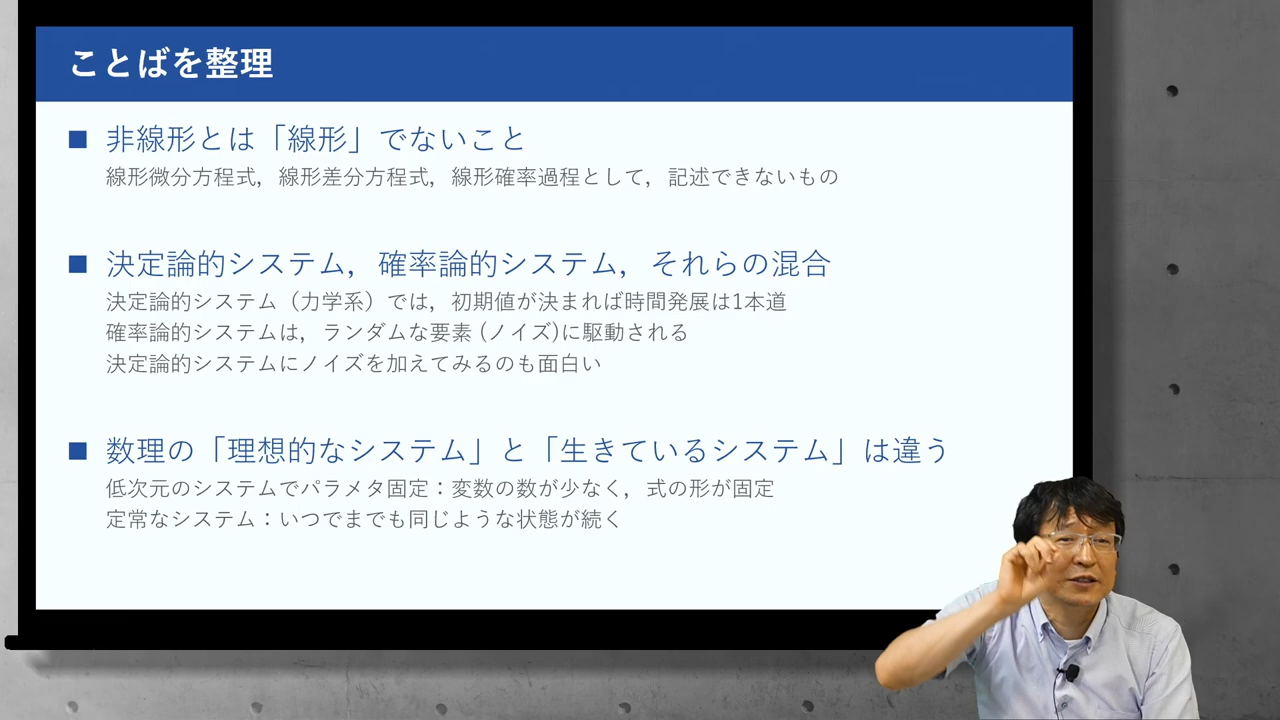 ことばを整理
■ 非線形とは「線形」でないこと
線形微分方程式，線形差分方程式，線形確率過程として，記述できないもの
■ 決定論的システム，確率論的システム，それらの混合
決定論的システム（力学系）では，初期値が決まれば時間発展は1本道
確率論的システムは，ランダムな要素 (ノイズ)に駆動される
決定論的システムにノイズを加えてみるのも面白い
■ 数理の「理想的なシステム」と「生きているシステム」は違う
低次元のシステムでパラメタ固定：変数の数が少なく，式の形が固定
定常なシステム：いつでまでも同じような状態が続く